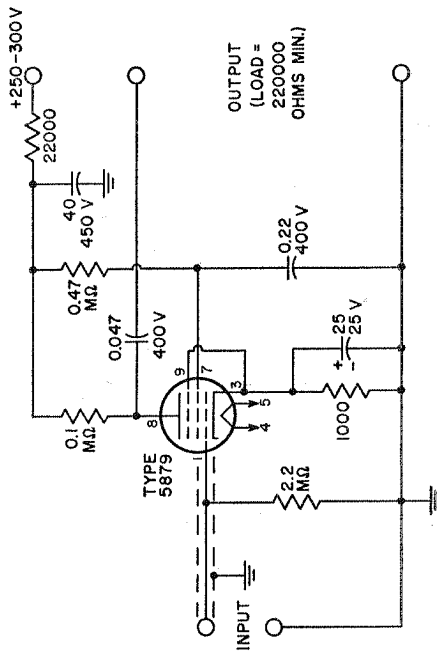 +250-300 V
22000
40
450 V
0.47
MΩ
0.1
MΩ
0.047
400 V
OUTPUT
(LOAD =
220000
OHMS MIN.)
TYPE
5879
8
9
7
1
3
5
4
0.22
400 V
+ 25
- 25 V
1000
2.2
MΩ
INPUT